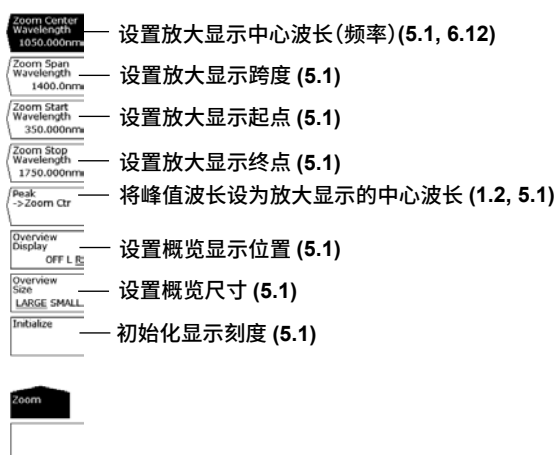 Zoom Center
Wavelength
1050.000nm
设置放大显示中心波长(频率)(5.1, 6.12)
Zoom Span
Wavelength
1400.0nm
设置放大显示跨度 (5.1)
Zoom Start
Wavelength
350.000nm
设置放大显示起点 (5.1)
Zoom Stop
Wavelength
1750.000nm
设置放大显示终点 (5.1)
Peak
->Zoom Ctr
将峰值波长设为放大显示的中心波长 (1.2, 5.1)
Overview
Display
OFF L R
设置概览显示位置 (5.1)
Overview
Size
LARGE SMALL
设置概览尺寸 (5.1)
Initialize
初始化显示刻度 (5.1)
Zoom